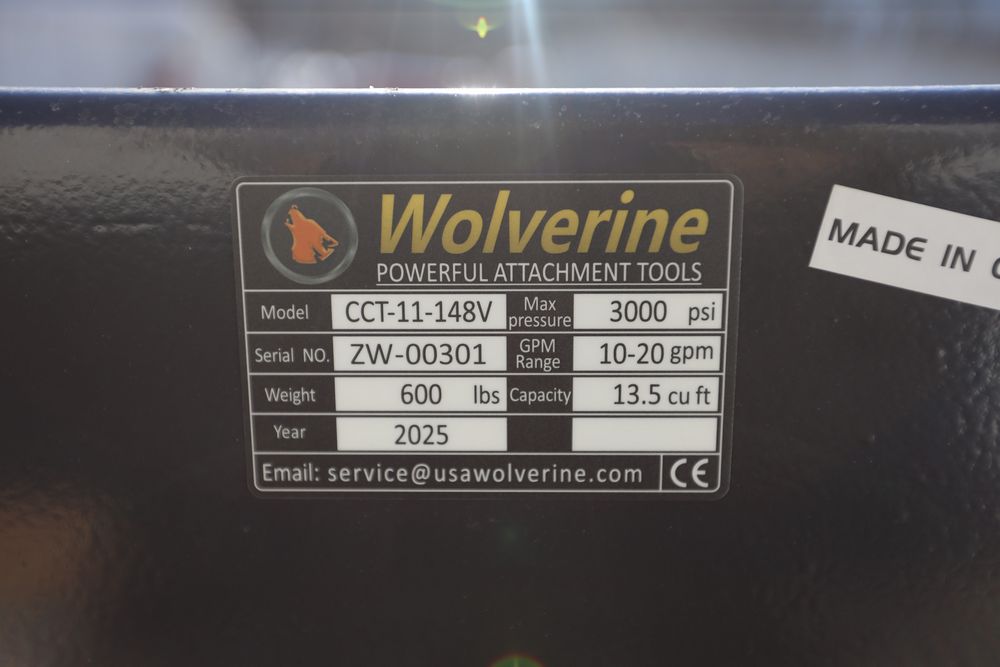 Wolverine
POWERFUL ATTACHMENT TOOLS
MADE IN
Model CCT-11-148V Max pressure 3000 psi
Serial NO. ZW-00301 GPM Range 10-20 gpm
Weight 600 lbs Capacity 13.5 cu ft
Year 2025
Email: service@usawolverine.com CE